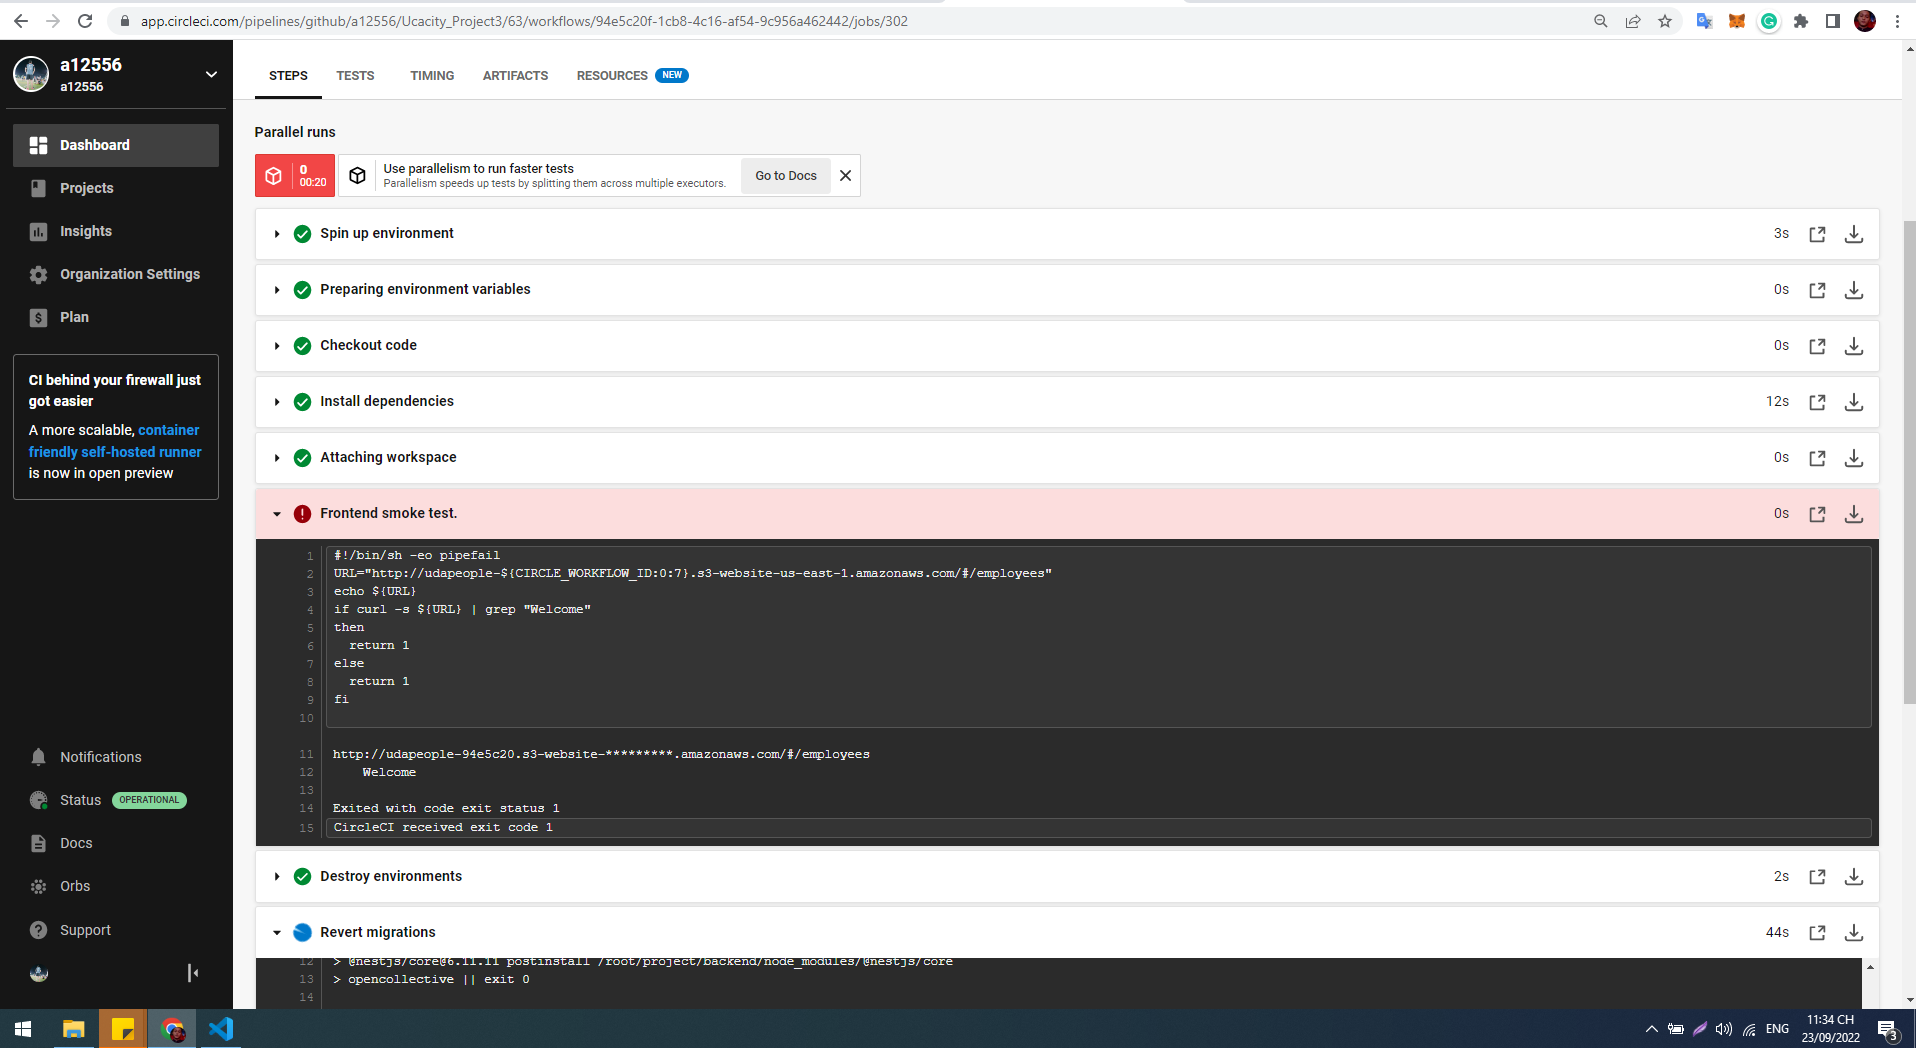 app.circleci.com/pipelines/github/a12556/Ucacity_Project3/63/workflows/94e5c20f-1cb8-4c16-af54-9c956a462442/jobs/302
a12556
a12556
Dashboard
Projects
Insights
Organization Settings
Plan
CI behind your firewall just
got easier
A more scalable, container
friendly self-hosted runner
is now in open preview
Notifications
Status OPERATIONAL
Docs
Orbs
Support
STEPS TESTS TIMING ARTIFACTS RESOURCES NEW
Parallel runs
0
00:20
Use parallelism to run faster tests
Parallelism speeds up tests by splitting them across multiple executors.
Go to Docs
Spin up environment 3s
Preparing environment variables 0s
Checkout code 0s
Install dependencies 12s
Attaching workspace 0s
Frontend smoke test. 0s
1 #!/bin/sh -eo pipefail
2 URL="http://udapeople-${CIRCLE_WORKFLOW_ID:0:7}.s3-website-us-east-1.amazonaws.com/#/employees"
3 echo ${URL}
4 if curl -s ${URL} | grep "Welcome"
5 then
6 return 1
7 else
8 return 1
9 fi
10
11 http://udapeople-94e5c20.s3-website-*********.amazonaws.com/#/employees
12 Welcome
13
14 Exited with code exit status 1
15 CircleCI received exit code 1
Destroy environments 2s
Revert migrations 44s
12 > @nestjs/core@6.11.11 postinstall /root/project/backend/node_modules/@nestjs/core
13 > opencollective || exit 0
14
ENG
11:34 CH
23/09/2022
3